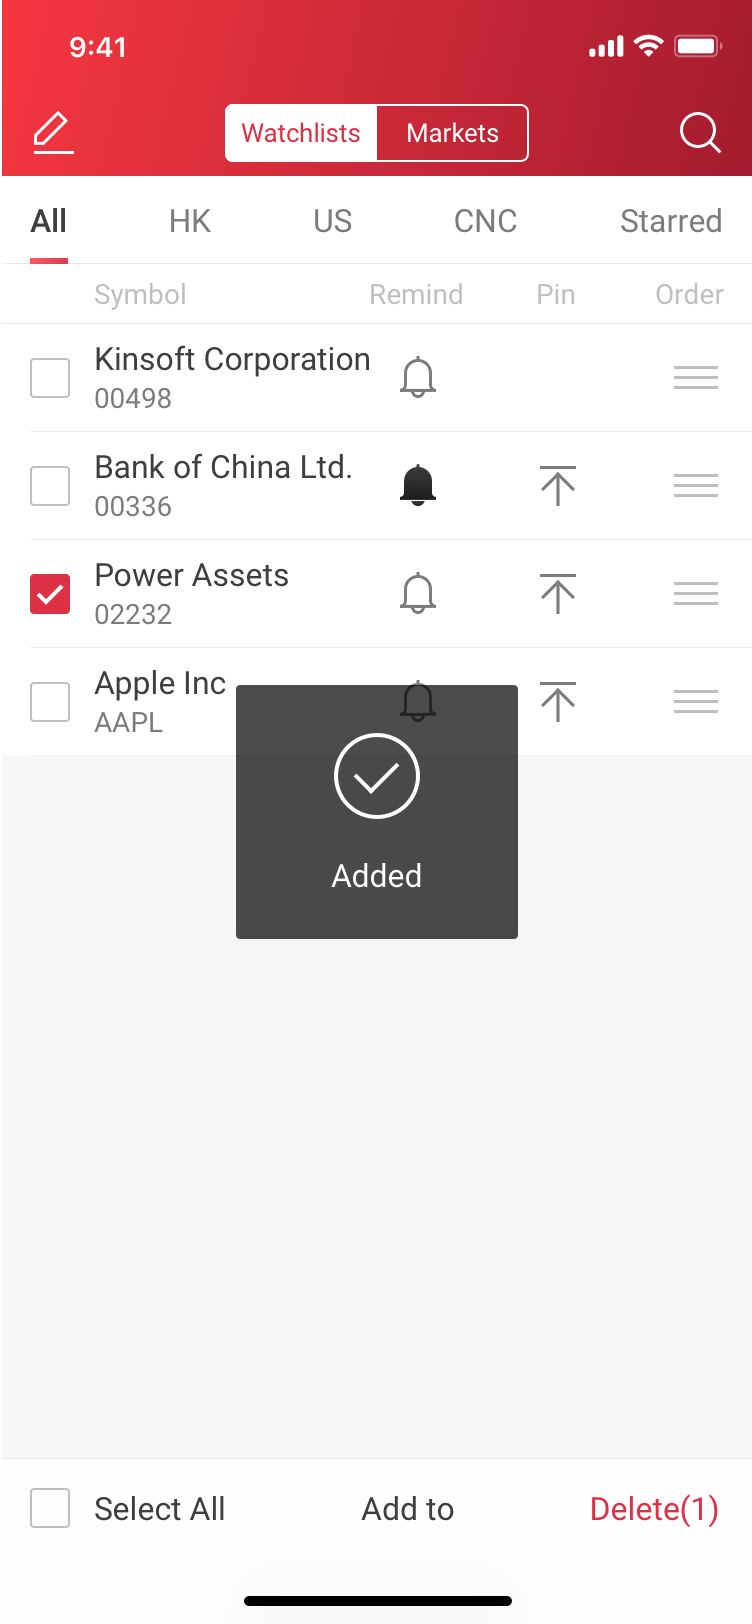 9:41
Watchlists Markets
All HK US CNC Starred
Symbol Remind Pin Order
Kinsoft Corporation
00498
Bank of China Ltd.
00336
Power Assets
02232
Apple Inc
AAPL
Added
Select All Add to Delete(1)